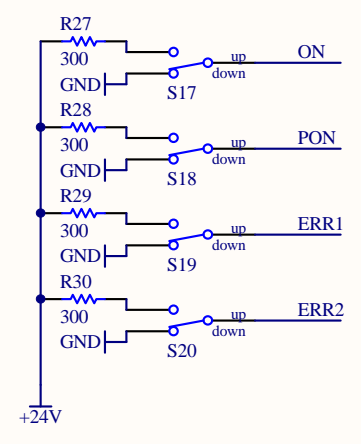 R27
300
up ON
GND
down
S17
R28
300
up PON
GND
down
S18
R29
300
up ERR1
GND
down
S19
R30
300
up ERR2
GND
down
S20
+24V